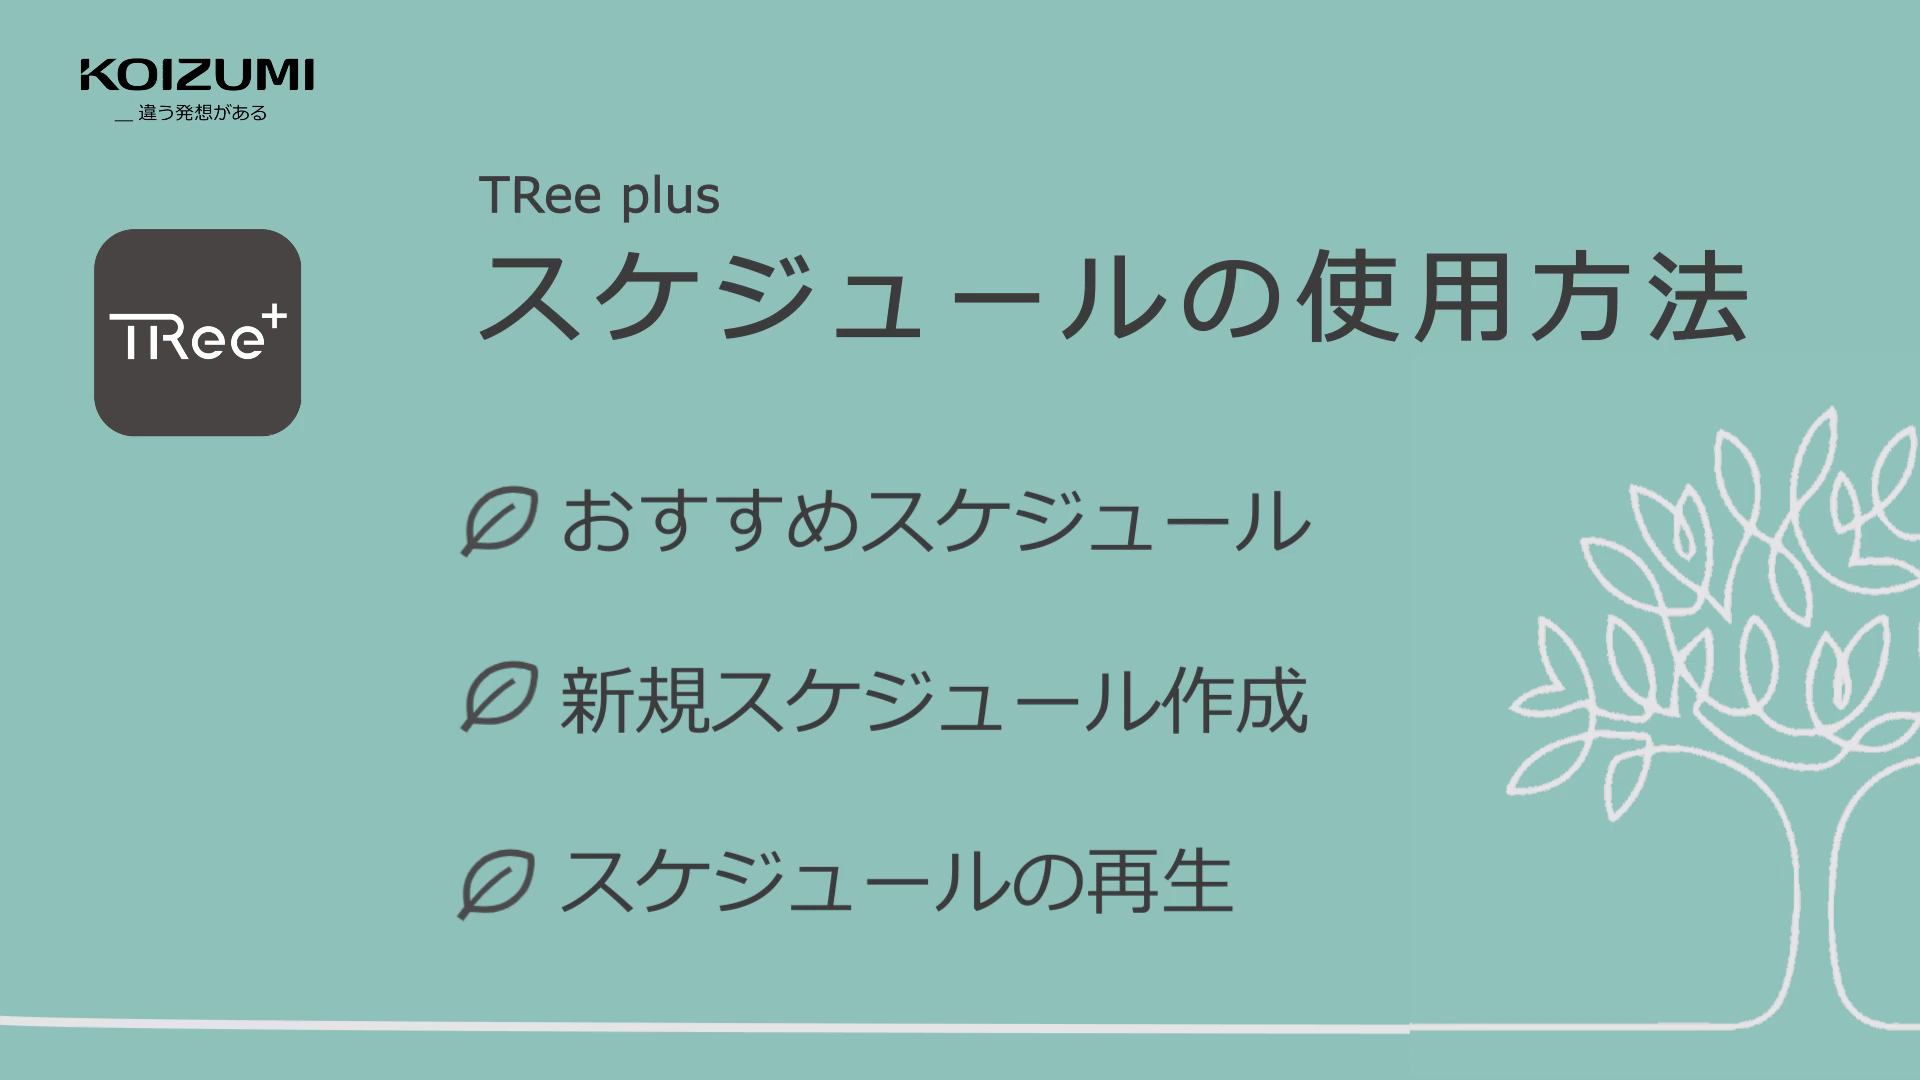 KOIZUMI
＿ 違う発想がある
TRee+
TRee plus
スケジュールの使用方法
おすすめスケジュール
新規スケジュール作成
スケジュールの再生